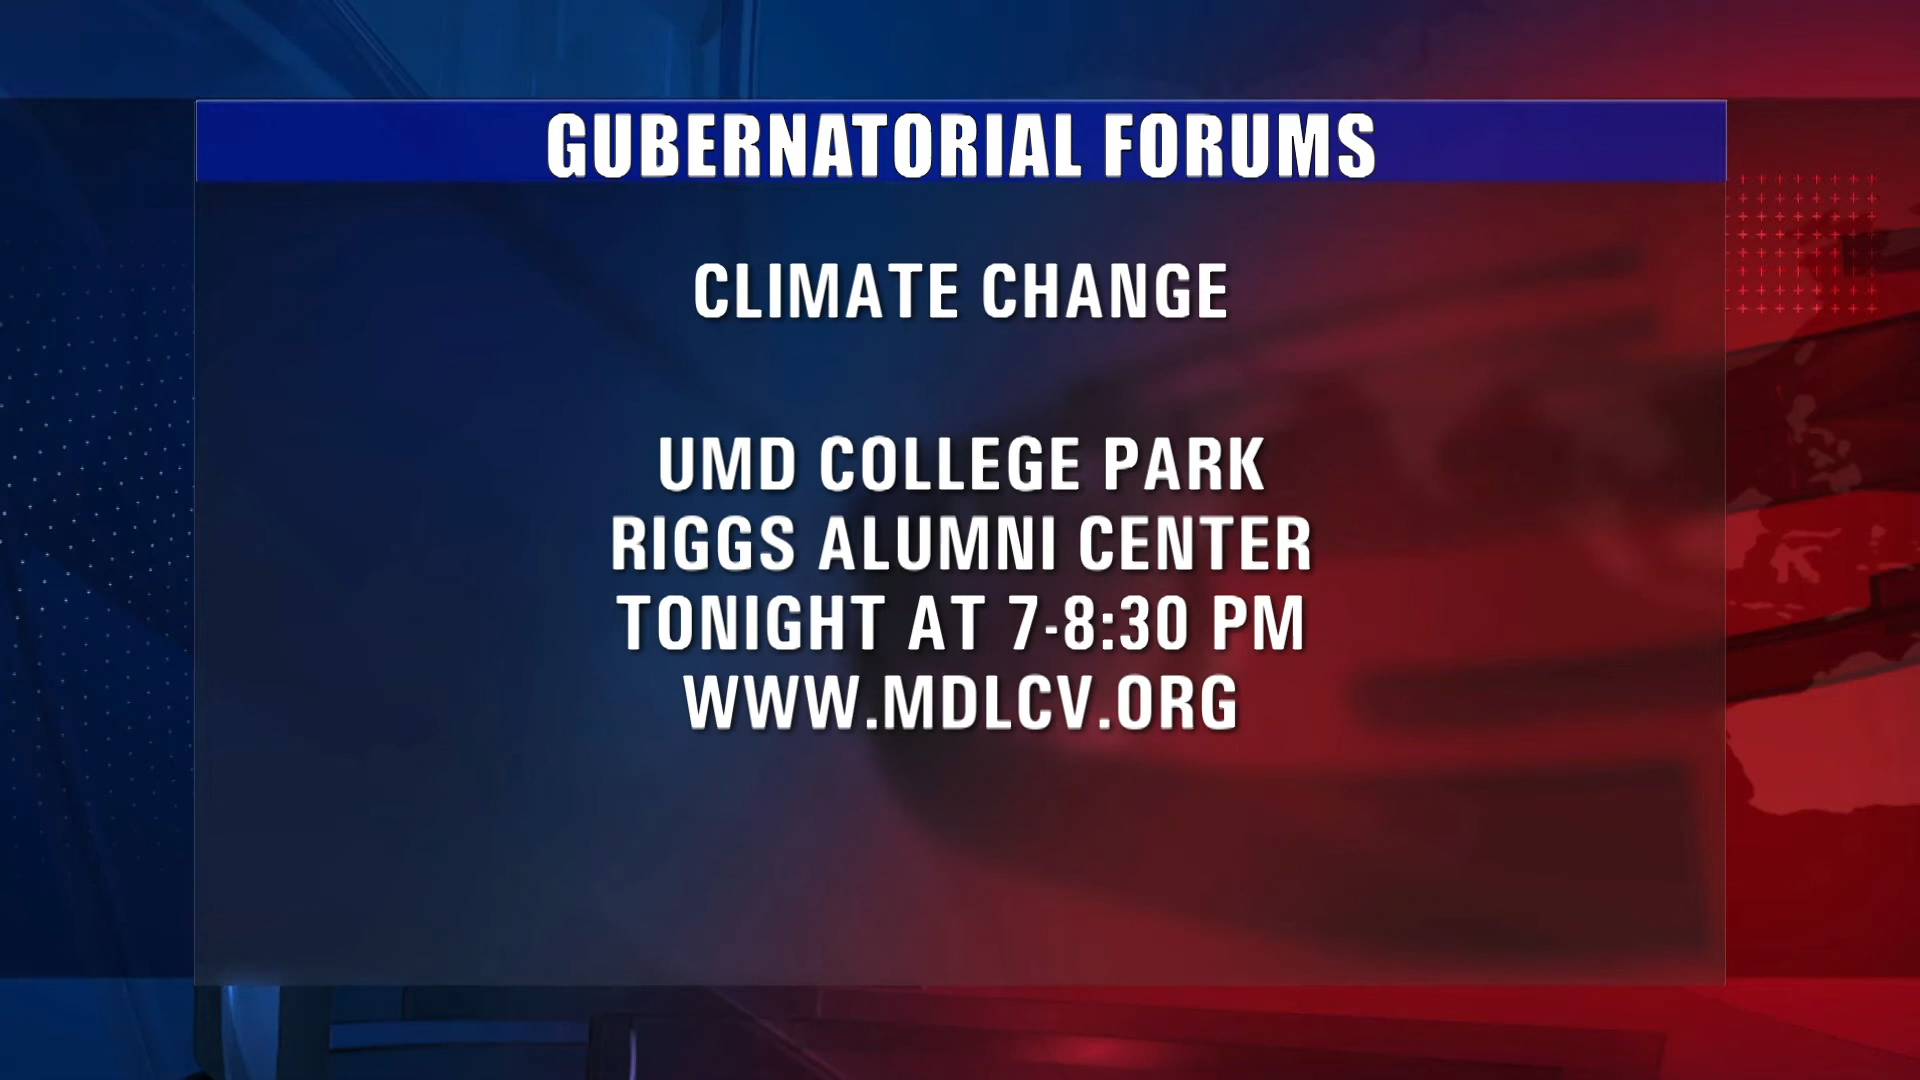 GUBERNATORIAL FORUMS
CLIMATE CHANGE
UMD COLLEGE PARK
RIGGS ALUMNI CENTER
TONIGHT AT 7-8:30 PM
WWW.MDLCV.ORG